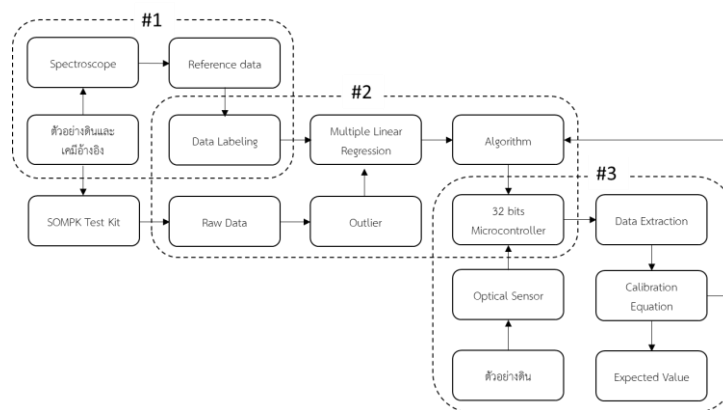 #1
Spectroscope
Reference data
#2
ตัวอย่างดินและ
เคมีอ้างอิง
Data Labeling
Multiple Linear
Regression
Algorithm
#3
SOMPK Test Kit
Raw Data
Outlier
32 bits
Microcontroller
Data Extraction
Optical Sensor
Calibration
Equation
ตัวอย่างดิน
Expected Value